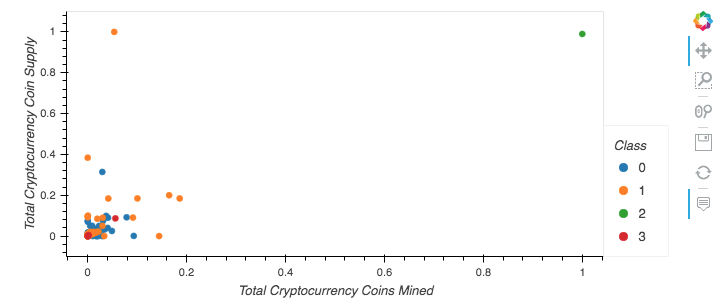 Total Cryptocurrency Coin Supply
1
0.8
0.6
0.4
0.2
0
0 0.2 0.4 0.6 0.8 1
Total Cryptocurrency Coins Mined
Class
0
1
2
3